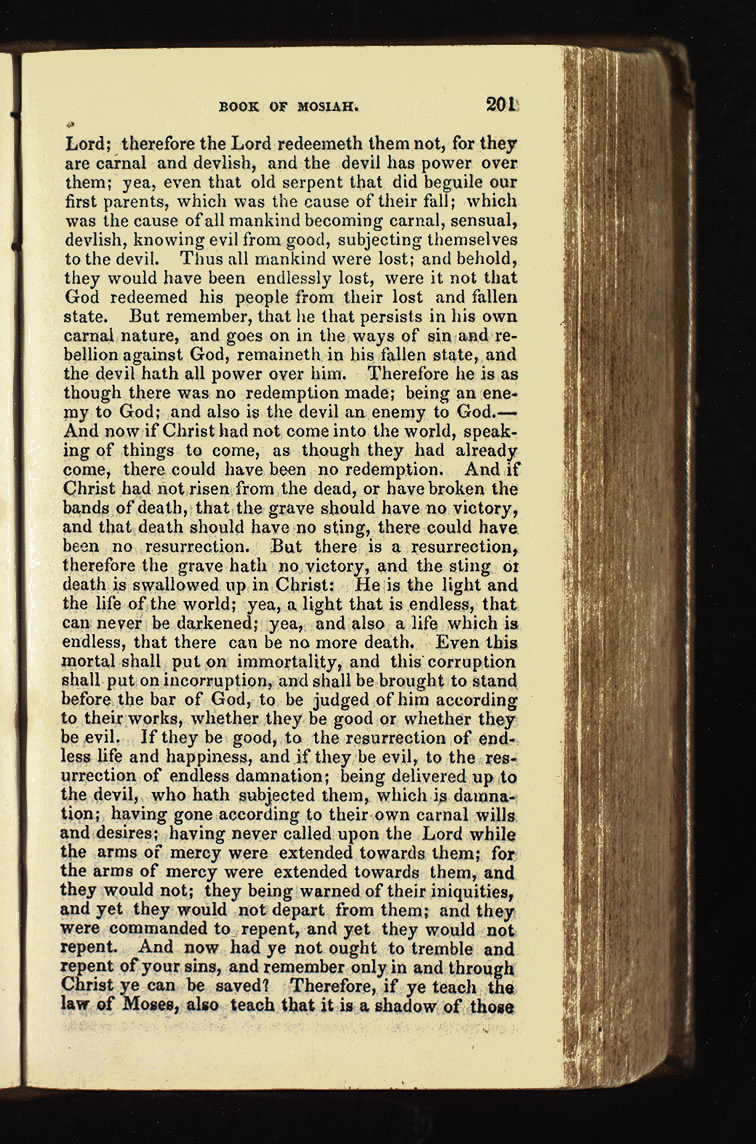 BOOK OF MOSIAH. 201
Lord; therefore the Lord redeemeth them not, for they
are carnal and devlish, and the devil has power over
them; yea, even that old serpent that did beguile our
first parents, which was the cause of their fall; which
was the cause of all mankind becoming carnal, sensual,
devlish, knowing evil from good, subjecting themselves
to the devil. Thus all mankind were lost; and behold,
they would have been endlessly lost, were it not that
God redeemed his people from their lost and fallen
state. But remember, that he that persists in his own
carnal nature, and goes on in the ways of sin and re-
bellion against God, remaineth in his fallen state, and
the devil hath all power over him. Therefore he is as
though there was no redemption made; being an ene-
my to God; and also is the devil an enemy to God.—
And now if Christ had not come into the world, speak-
ing of things to come, as though they had already
come, there could have been no redemption. And if
Christ had not risen from the dead, or have broken the
bands of death, that the grave should have no victory,
and that death should have no sting, there could have
been no resurrection. But there is a resurrection,
therefore the grave hath no victory, and the sting of
death is swallowed up in Christ: He is the light and
the life of the world; yea, a light that is endless, that
can never be darkened; yea, and also a life which is
endless, that there can be no more death. Even this
mortal shall put on immortality, and this corruption
shall put on incorruption, and shall be brought to stand
before the bar of God, to be judged of him according
to their works, whether they be good or whether they
be evil. If they be good, to the resurrection of end-
less life and happiness, and if they be evil, to the res-
urrection of endless damnation; being delivered up to
the devil, who hath subjected them, which is damna-
tion; having gone according to their own carnal wills
and desires; having never called upon the Lord while
the arms of mercy were extended towards them; for
the arms of mercy were extended towards them, and
they would not; they being warned of their iniquities,
and yet they would not depart from them; and they
were commanded to repent, and yet they would not
repent. And now had ye not ought to tremble and
repent of your sins, and remember only in and through
Christ ye can be saved? Therefore, if ye teach the
law of Moses, also teach that it is a shadow of those